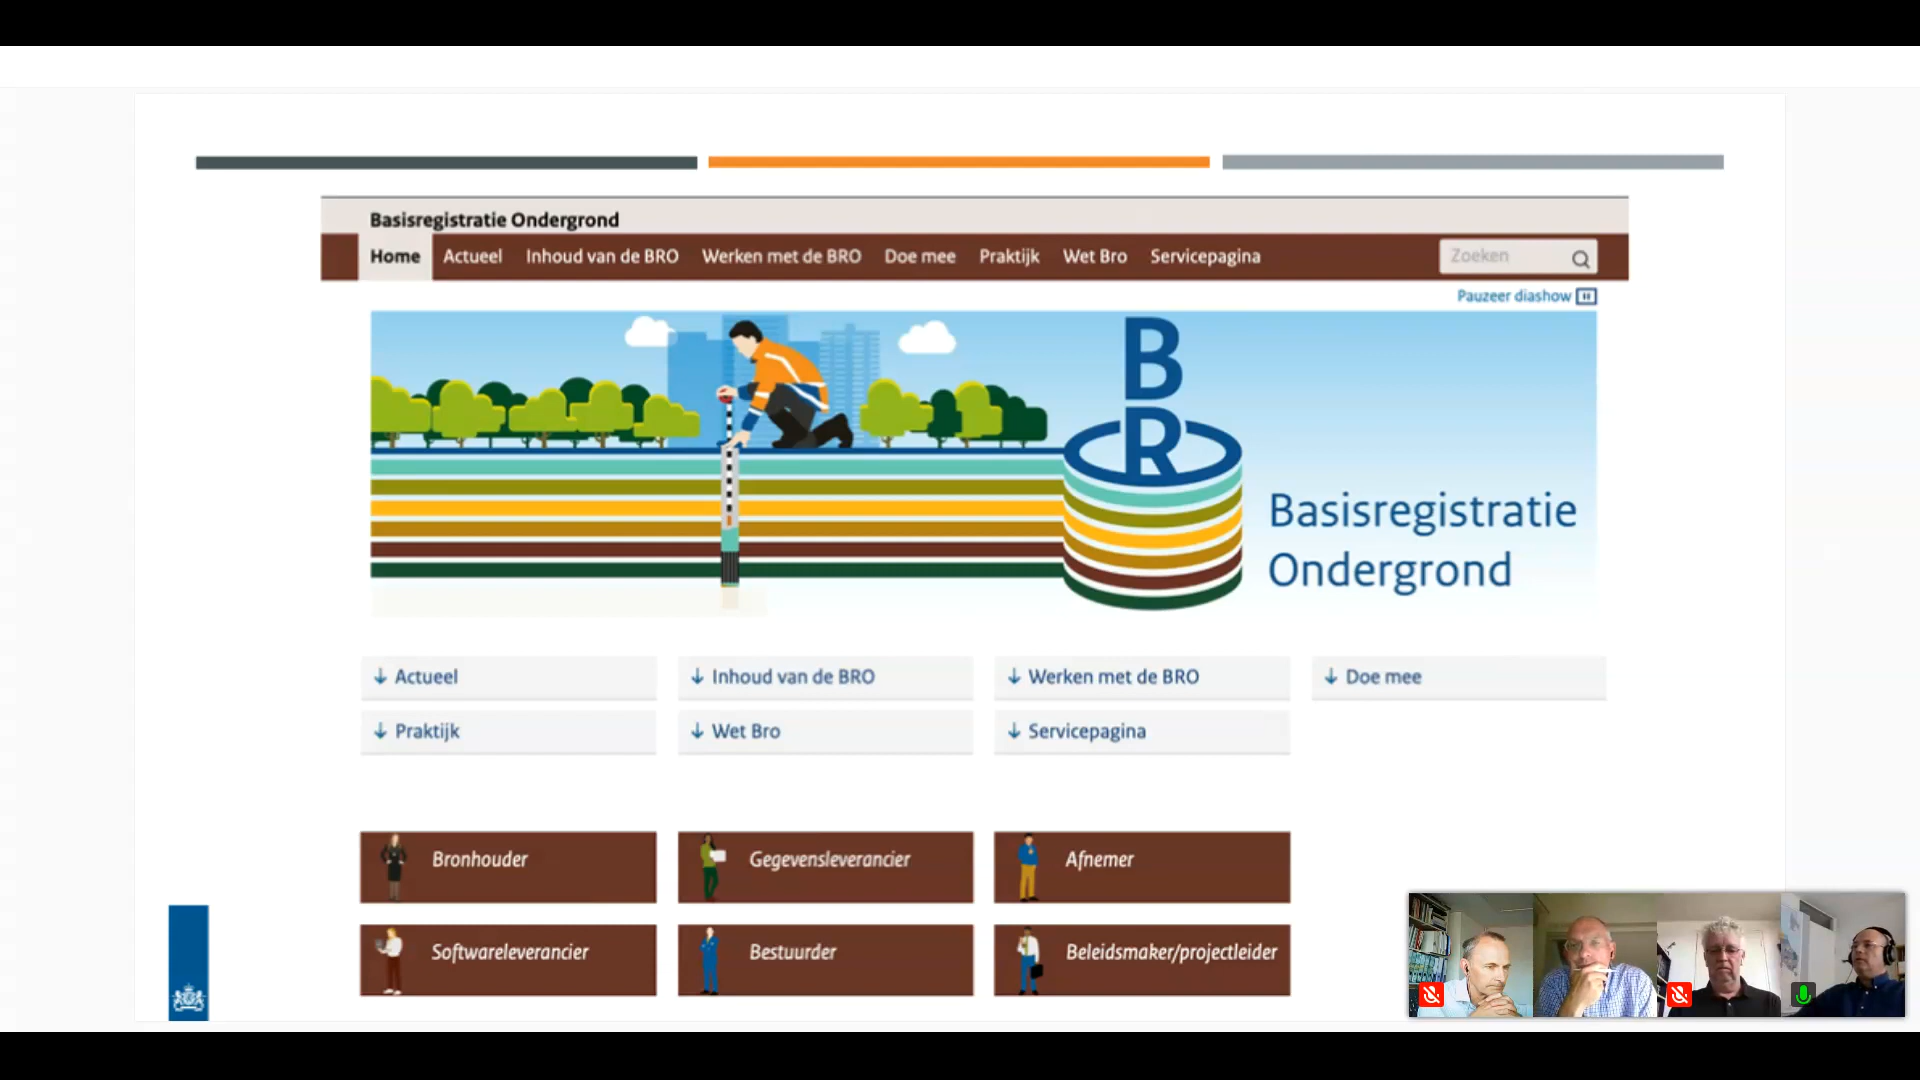 Basisregistratie Ondergrond
Home Actueel Inhoud van de BRO Werken met de BRO Doe mee Praktijk Wet Bro Servicepagina Zoeken
Pauzeer diashow
B
R
Basisregistratie
Ondergrond
Actueel Inhoud van de BRO Werken met de BRO Doe mee
Praktijk Wet Bro Servicepagina
Bronhouder Gegevensleverancier Afnemer
Softwareleverancier Bestuurder Beleidsmaker/projectleider